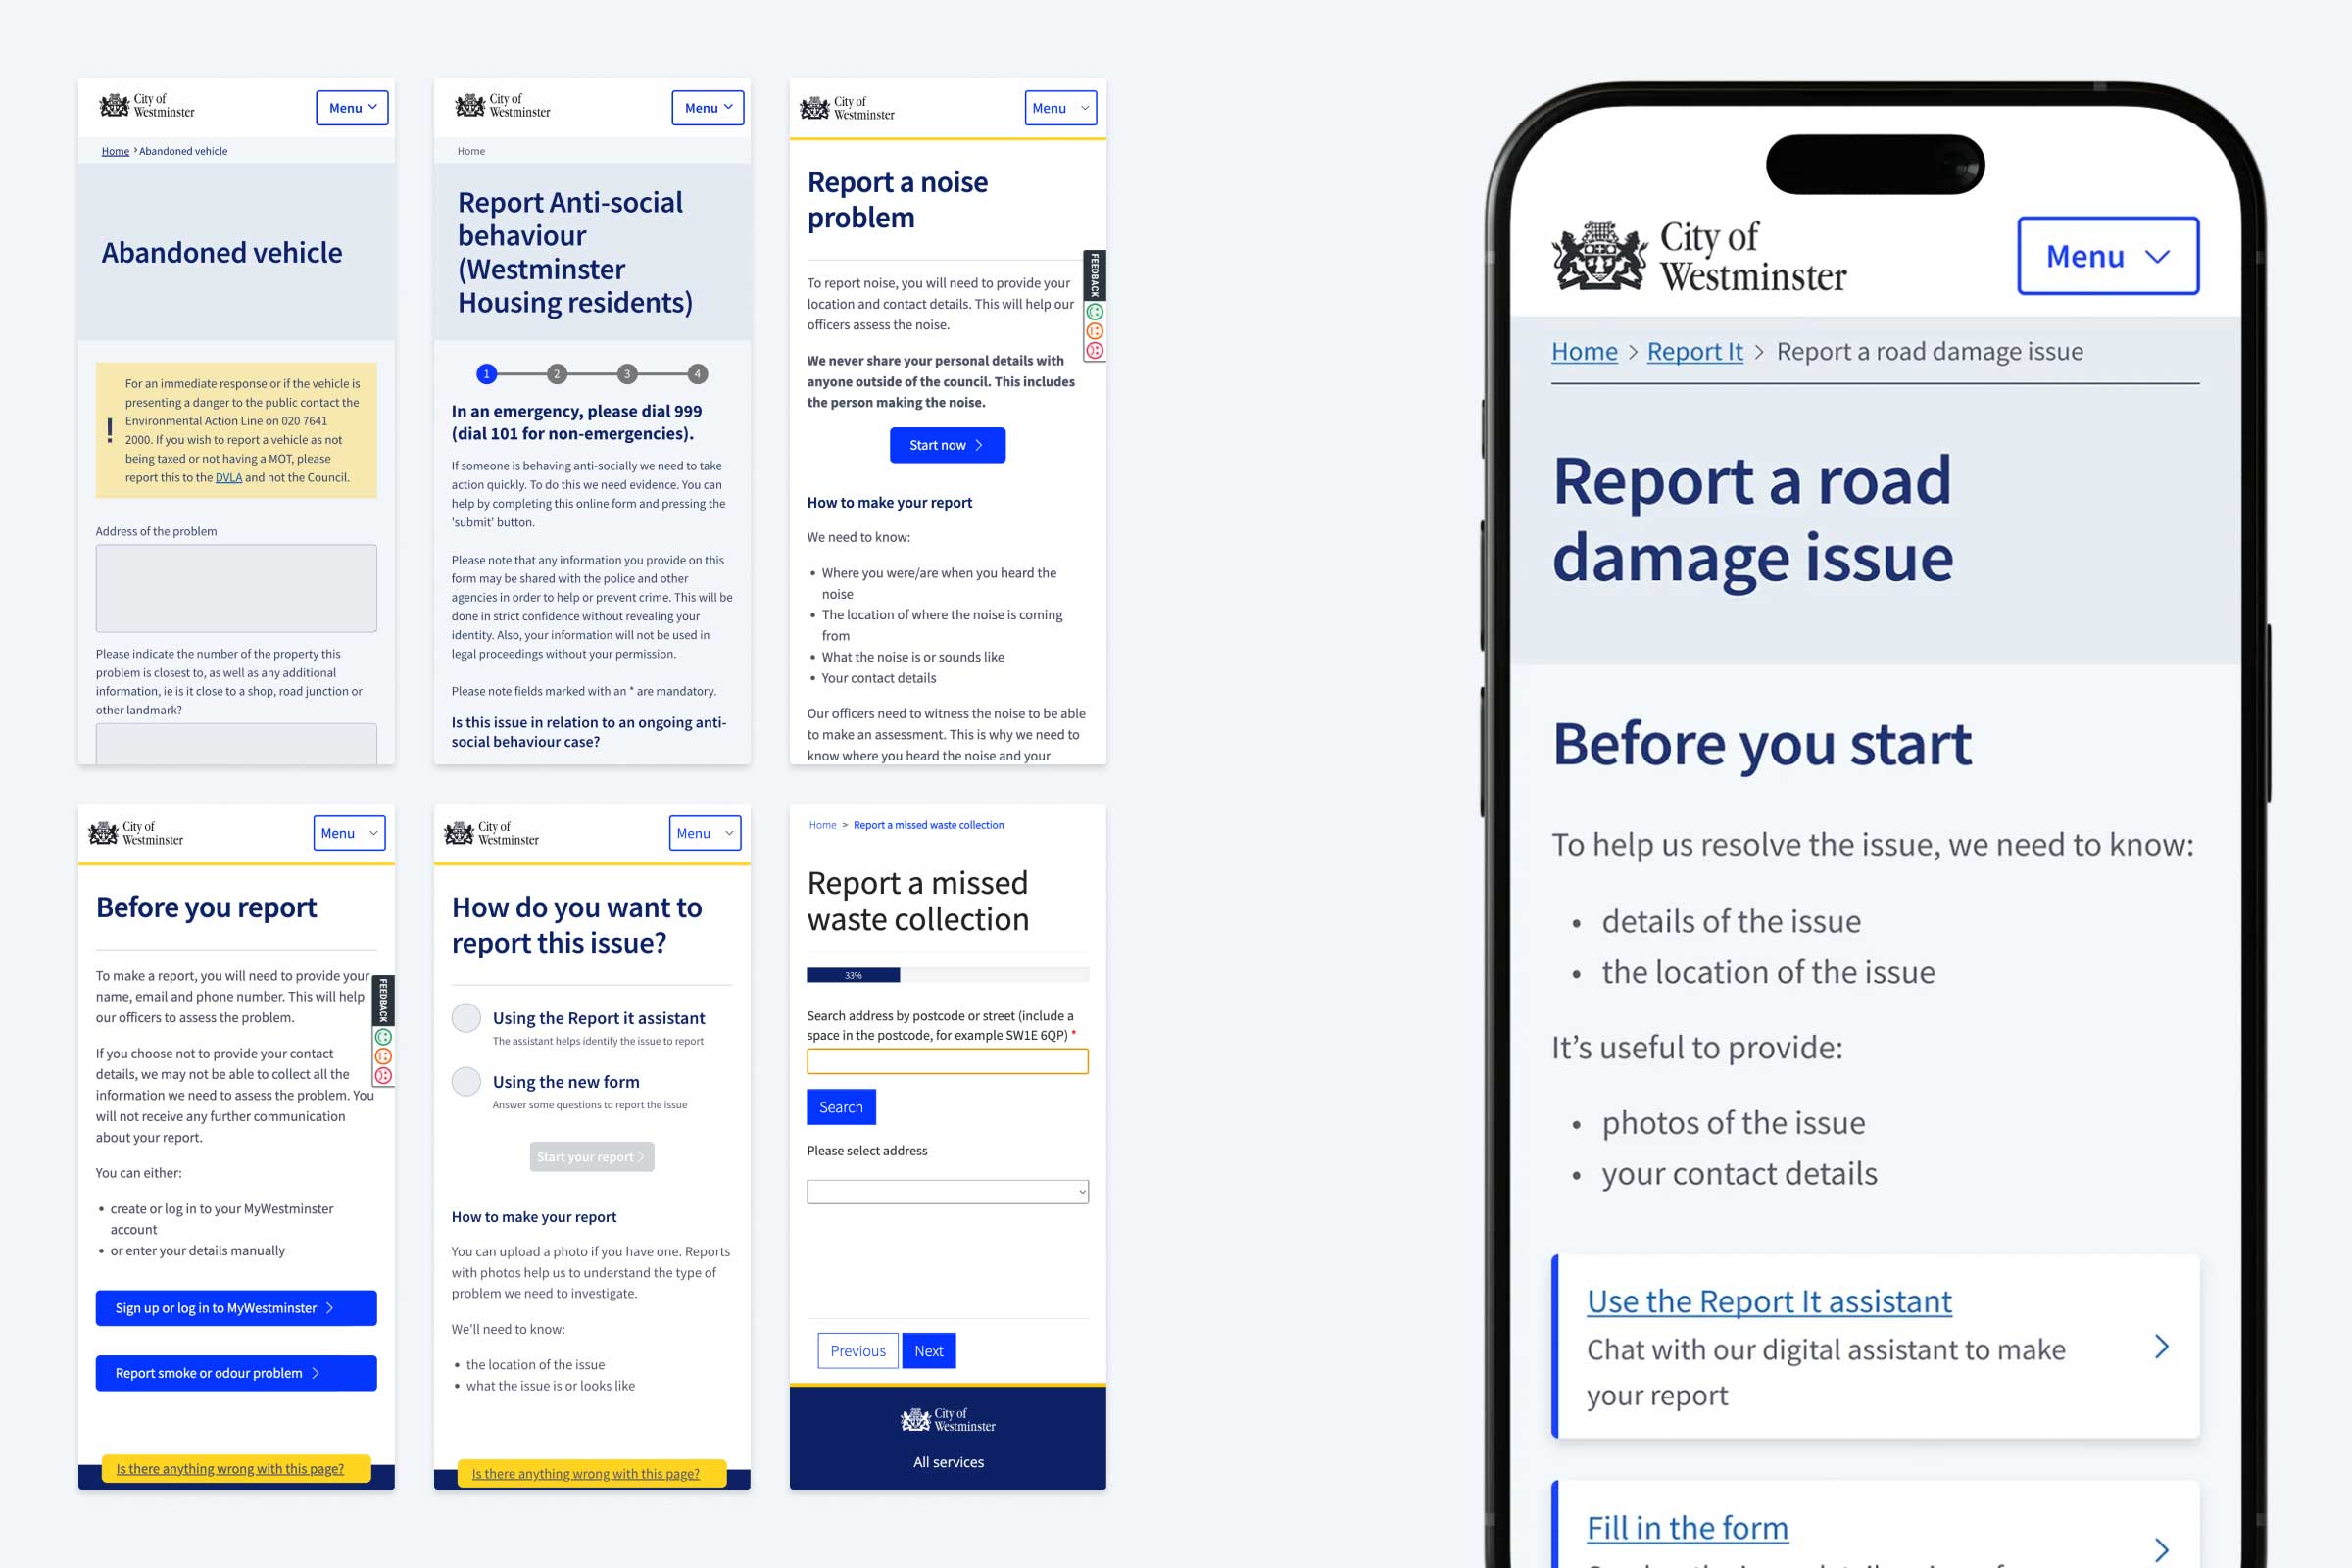 City of
Westminster
Menu
Home > Abandoned vehicle
Abandoned vehicle
! For an immediate response or if the vehicle is
presenting a danger to the public contact the
Environmental Action Line on 020 7641
2000. If you wish to report a vehicle as not
being taxed or not having a MOT, please
report this to the DVLA and not the Council.
Address of the problem
Please indicate the number of the property this
problem is closest to, as well as any additional
information, ie is it close to a shop, road junction or
other landmark?
City of
Westminster
Menu
Home
Report Anti-social
behaviour
(Westminster
Housing residents)
1 2 3 4
In an emergency, please dial 999
(dial 101 for non-emergencies).
If someone is behaving anti-socially we need to take
action quickly. To do this we need evidence. You can
help by completing this online form and pressing the
'submit' button.
Please note that any information you provide on this
form may be shared with the police and other
agencies in order to help or prevent crime. This will be
done in strict confidence without revealing your
identity. Also, your information will not be used in
legal proceedings without your permission.
Please note fields marked with an * are mandatory.
Is this issue in relation to an ongoing anti-
social behaviour case?
City of
Westminster
Menu
Report a noise
problem
FEEDBACK
To report noise, you will need to provide your
location and contact details. This will help our
officers assess the noise.
We never share your personal details with
anyone outside of the council. This includes
the person making the noise.
Start now
How to make your report
We need to know:
• Where you were/are when you heard the
noise
• The location of where the noise is coming
from
• What the noise is or sounds like
• Your contact details
Our officers need to witness the noise to be able
to make an assessment. This is why we need to
know where you heard the noise and your
City of
Westminster
Menu
Before you report
To make a report, you will need to provide your
name, email and phone number. This will help
our officers to assess the problem.
FEEDBACK
If you choose not to provide your contact
details, we may not be able to collect all the
information we need to assess the problem. You
will not receive any further communication
about your report.
You can either:
• create or log in to your MyWestminster
account
• or enter your details manually
Sign up or log in to MyWestminster
Report smoke or odour problem
Is there anything wrong with this page?
City of
Westminster
Menu
How do you want to
report this issue?
Using the Report it assistant
The assistant helps identify the issue to report
Using the new form
Answer some questions to report the issue
Start your report
How to make your report
You can upload a photo if you have one. Reports
with photos help us to understand the type of
problem we need to investigate.
We'll need to know:
• the location of the issue
• what the issue is or looks like
Is there anything wrong with this page?
Home > Report a missed waste collection
Report a missed
waste collection
33%
Search address by postcode or street (include a
space in the postcode, for example SW1E 6QP) *
Search
Please select address
Previous Next
City of
Westminster
All services
City of
Westminster
Menu
Home > Report It > Report a road damage issue
Report a road
damage issue
Before you start
To help us resolve the issue, we need to know:
• details of the issue
• the location of the issue
It's useful to provide:
• photos of the issue
• your contact details
Use the Report It assistant
Chat with our digital assistant to make
your report
Fill in the form